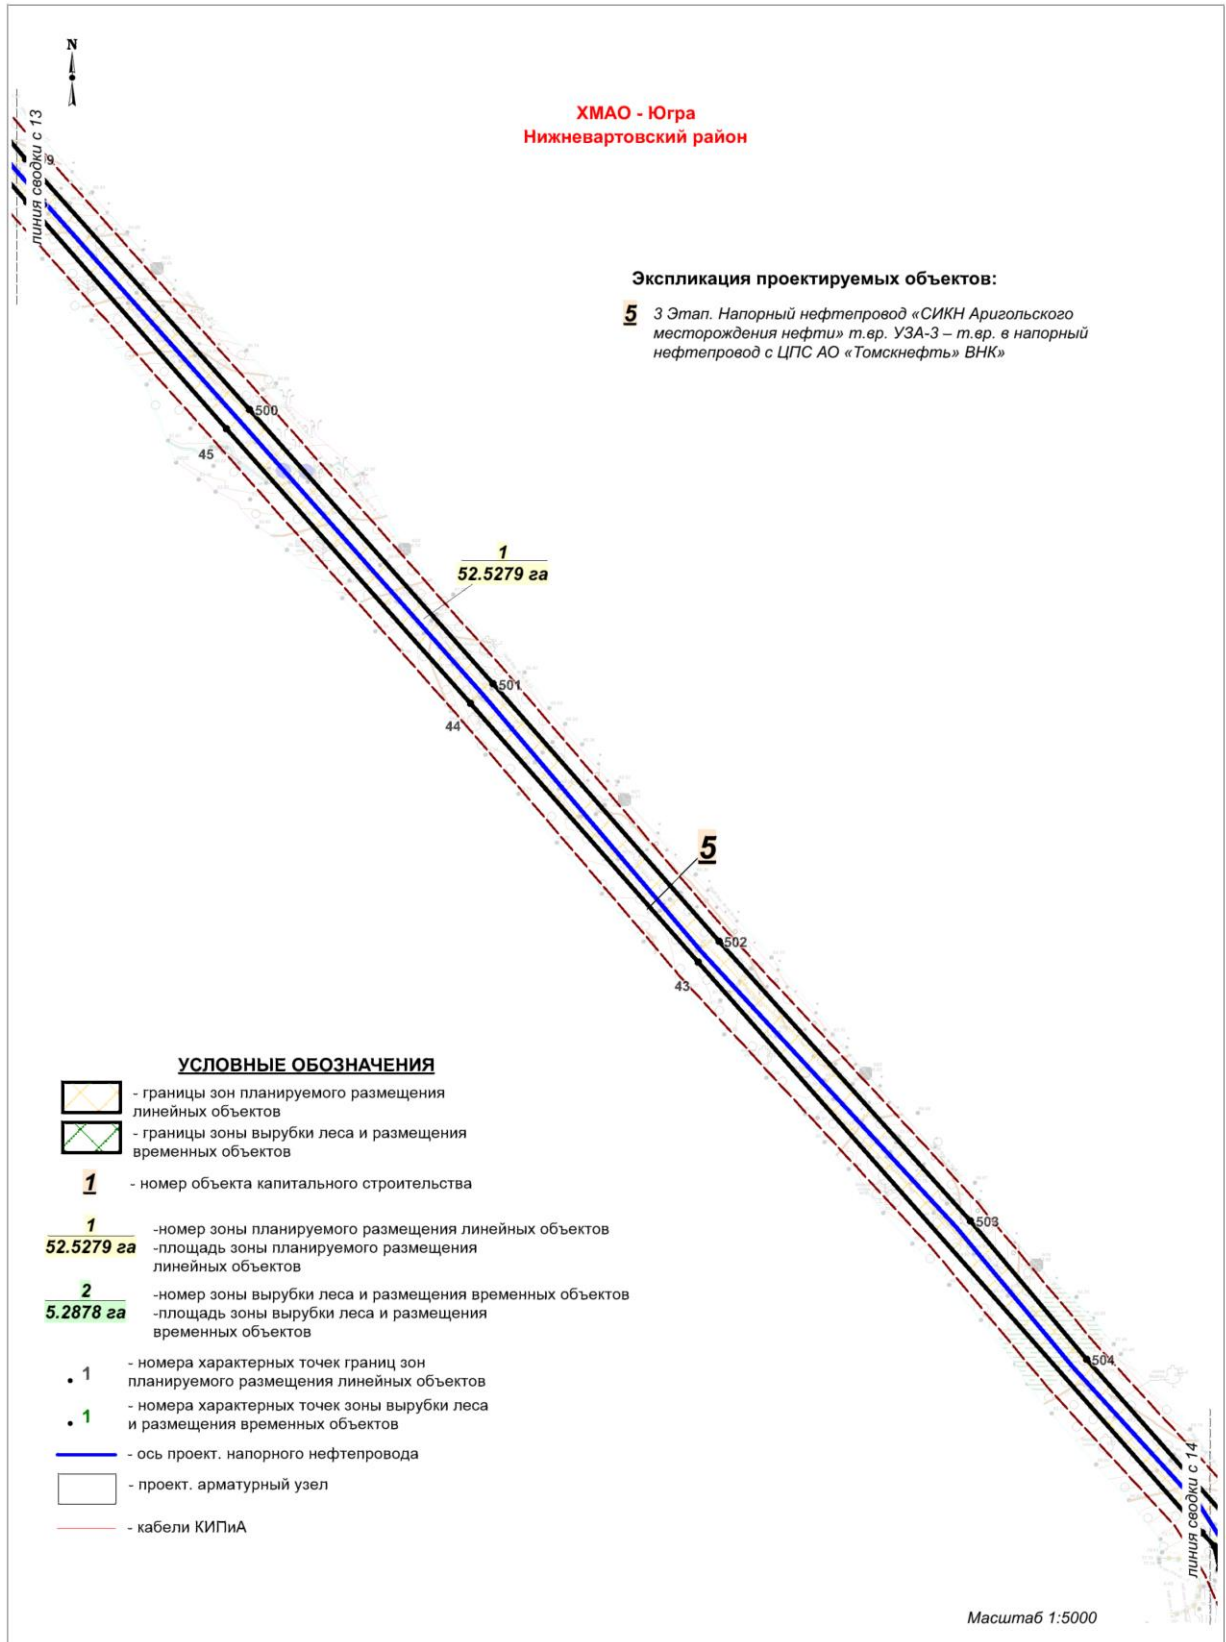 N
ХМАО - Югра
Нижневартовский район
линия сводки с 13
9
Экспликация проектируемых объектов:
5 3 Этап. Напорный нефтепровод «СИКН Аригольского
месторождения нефти» т.вр. УЗА-3 – т.вр. в напорный
нефтепровод с ЦПС АО «Томскнефть» ВНК»
500
45
1
52.5279 га
501
44
5
502
43
УСЛОВНЫЕ ОБОЗНАЧЕНИЯ
- границы зон планируемого размещения
линейных объектов
- границы зоны вырубки леса и размещения
временных объектов
1 - номер объекта капитального строительства
1 -номер зоны планируемого размещения линейных объектов
52.5279 га -площадь зоны планируемого размещения
линейных объектов
2 -номер зоны вырубки леса и размещения временных объектов
5.2878 га -площадь зоны вырубки леса и размещения
временных объектов
1 - номера характерных точек границ зон
планируемого размещения линейных объектов
1 - номера характерных точек зоны вырубки леса
и размещения временных объектов
- ось проект. напорного нефтепровода
- проект. арматурный узел
- кабели КИПиА
503
504
линия сводки с 14
Масштаб 1:5000